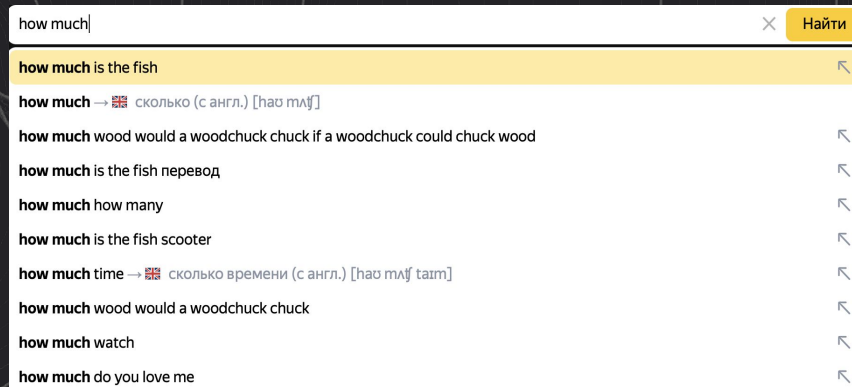 how much
Найти
how much is the fish
how much → сколько (с англ.) [haʊ mʌʧ]
how much wood would a woodchuck chuck if a woodchuck could chuck wood
how much is the fish перевод
how much how many
how much is the fish scooter
how much time → сколько времени (с англ.) [haʊ mʌʧ taɪm]
how much wood would a woodchuck chuck
how much watch
how much do you love me